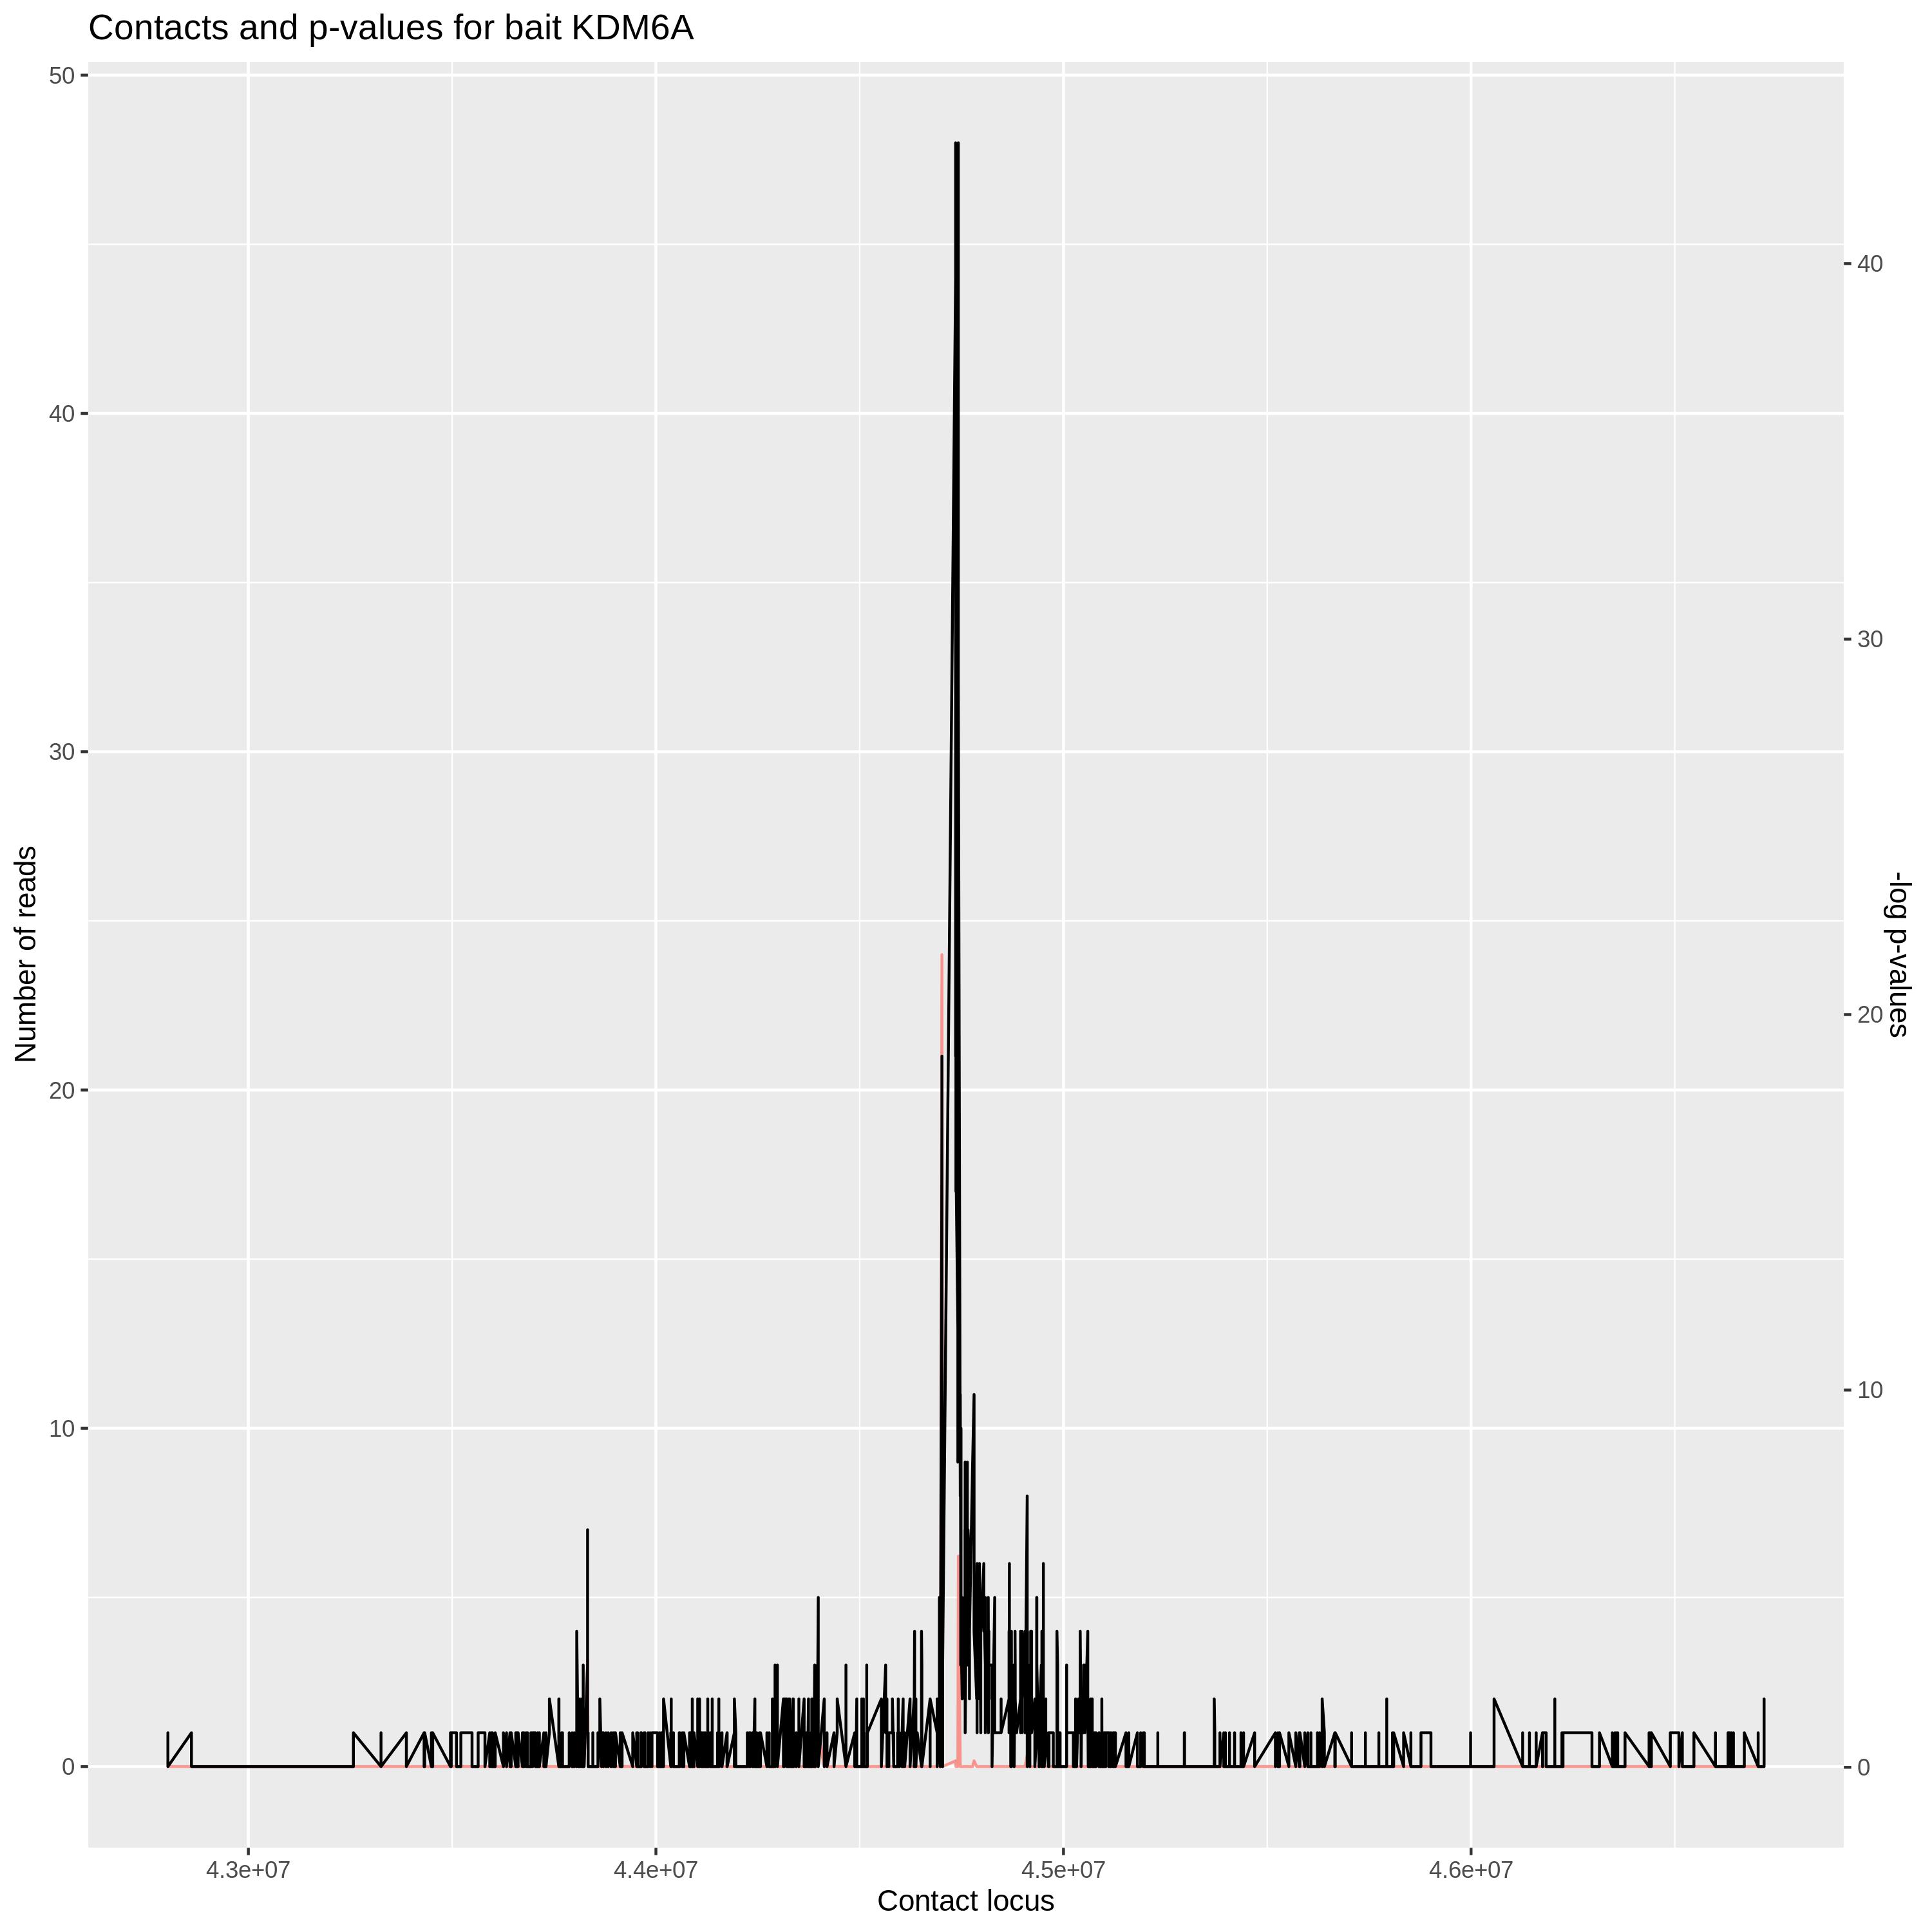 Contacts and p-values for bait KDM6A
50
40
30
20
10
0
Number of reads
40
30
20
10
0
-log p-values
4.3e+07
4.4e+07
4.5e+07
4.6e+07
Contact locus